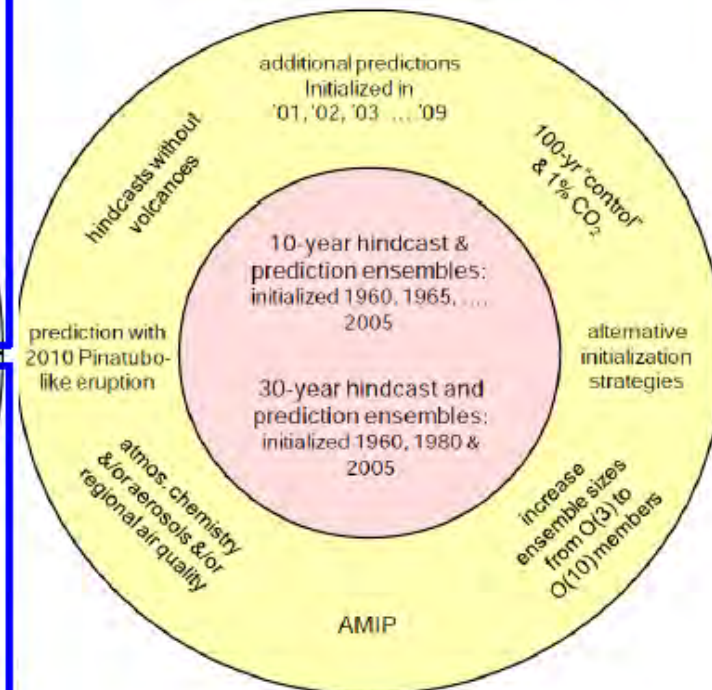 additional predictions
Initialized in
'01, '02, '03 .... '09
hindcasts without
volcanoes
100-yr "control"
& 1% CO₂
10-year hindcast &
prediction ensembles:
initialized 1960, 1965, ....
2005
prediction with
2010 Pinatubo-
like eruption
alternative
initialization
strategies
30-year hindcast and
prediction ensembles:
initialized 1960, 1980 &
2005
atmos. chemistry
&/or aerosols &/or
regional air quality
increase
ensemble sizes
from O(3) to
O(10) members
AMIP